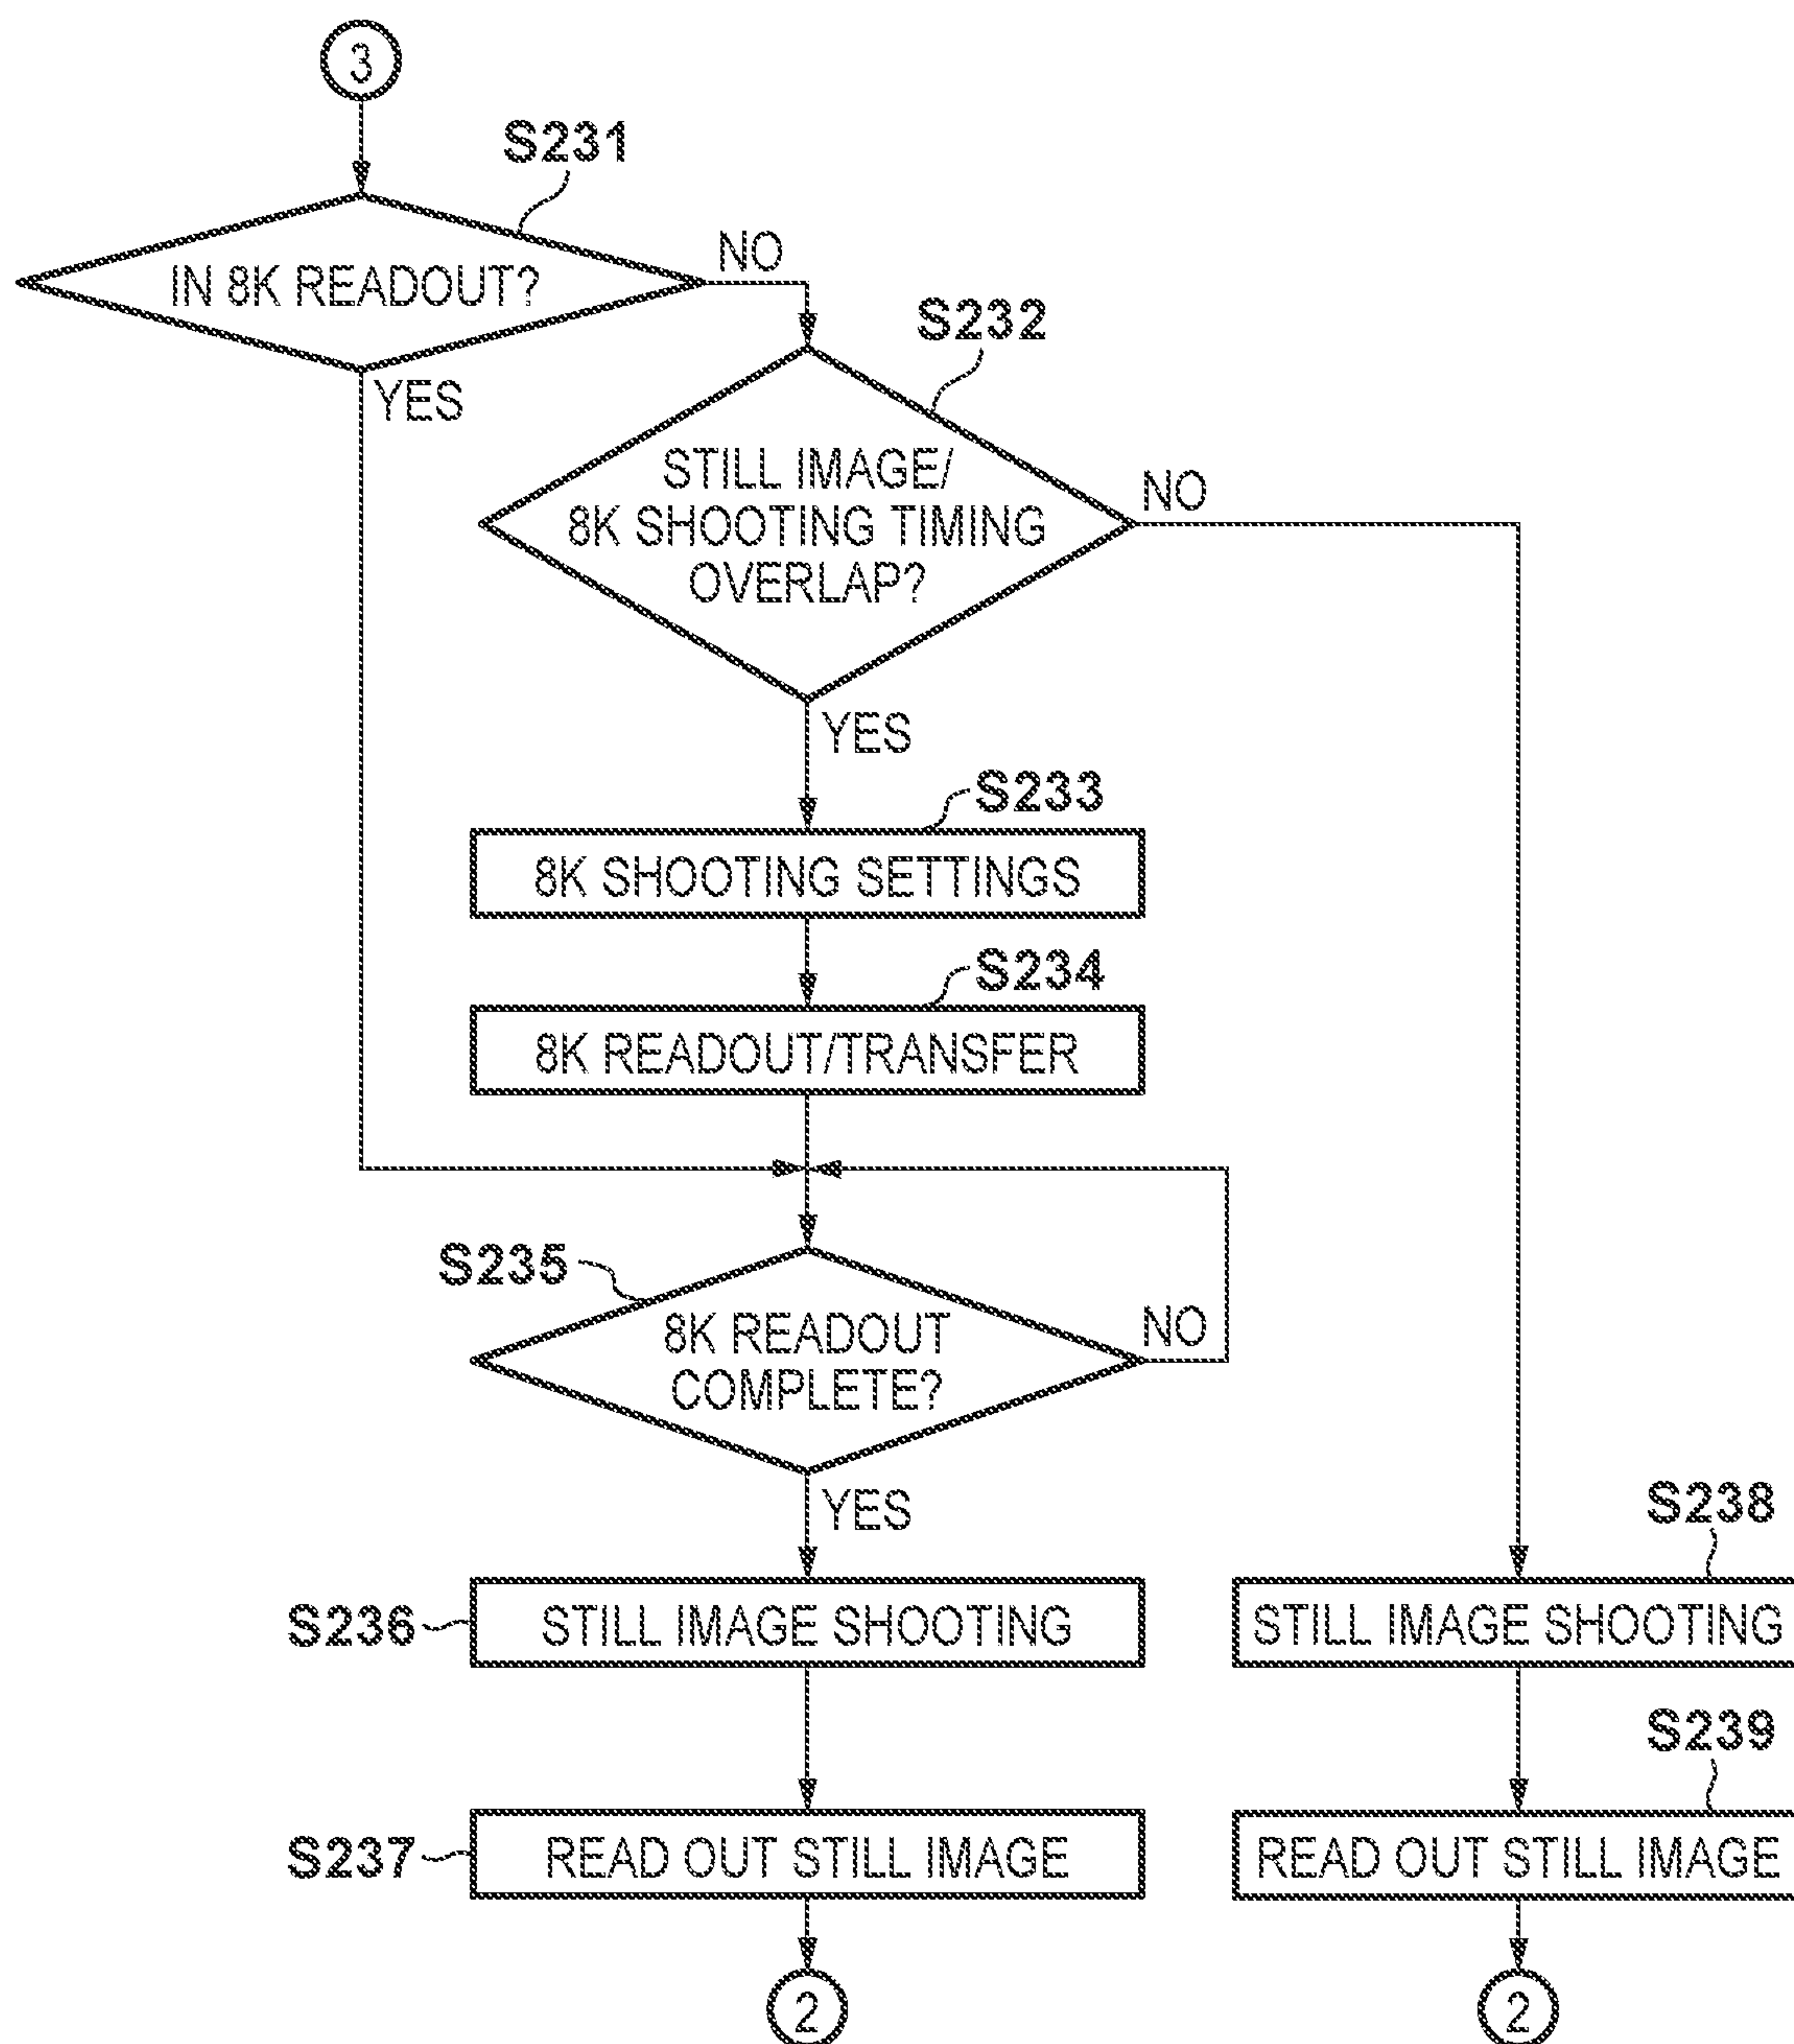 3
S231
IN 8K READOUT?
NO
YES
S232
STILL IMAGE/
8K SHOOTING TIMING
OVERLAP?
NO
YES
S233
8K SHOOTING SETTINGS
S234
8K READOUT/TRANSFER
S235
8K READOUT
COMPLETE?
NO
YES
S236
STILL IMAGE SHOOTING
S237
READ OUT STILL IMAGE
2
S238
STILL IMAGE SHOOTING
S239
READ OUT STILL IMAGE
2